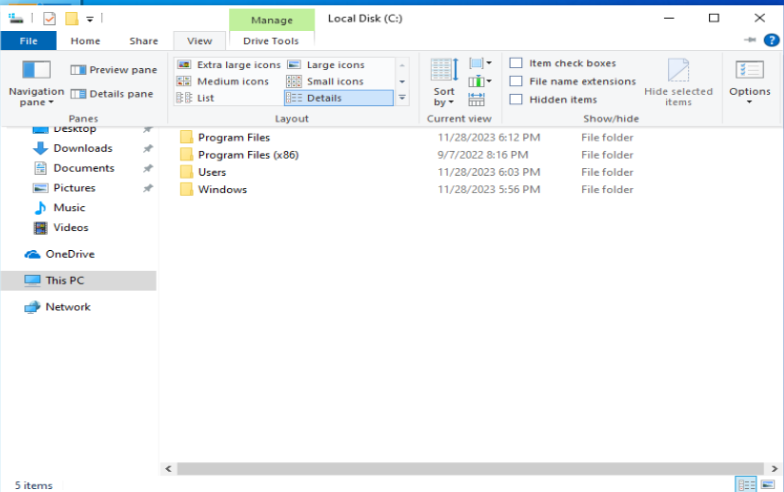 Manage
Local Disk (C:)
File
Home
Share
View
Drive Tools
?
Navigation pane
Preview pane
Details pane
Panes
Extra large icons
Large icons
Medium icons
Small icons
List
Details
Layout
Sort by
Current view
Item check boxes
File name extensions
Hidden items
Hide selected items
Show/hide
Options
Desktop
Downloads
Documents
Pictures
Music
Videos
OneDrive
This PC
Network
Program Files 11/28/2023 6:12 PM File folder
Program Files (x86) 9/7/2022 8:16 PM File folder
Users 11/28/2023 6:03 PM File folder
Windows 11/28/2023 5:56 PM File folder
5 items